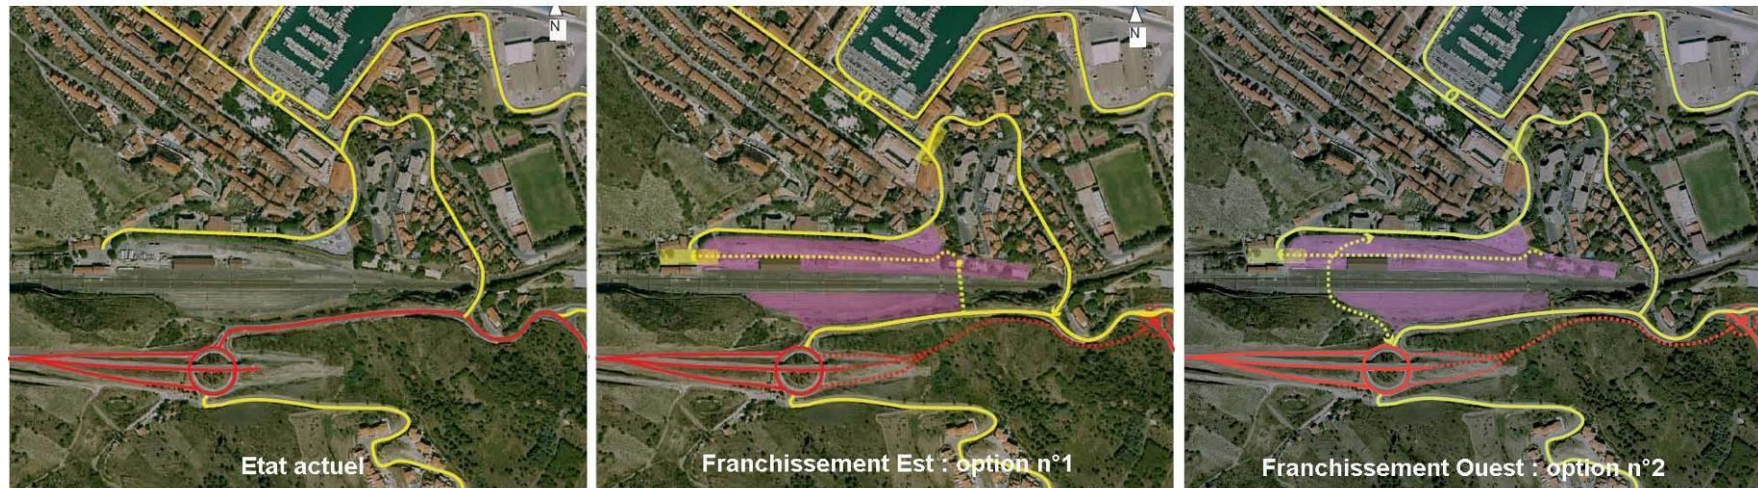 N
N
Etat actuel
Franchissement Est : option n°1
Franchissement Ouest : option n°2